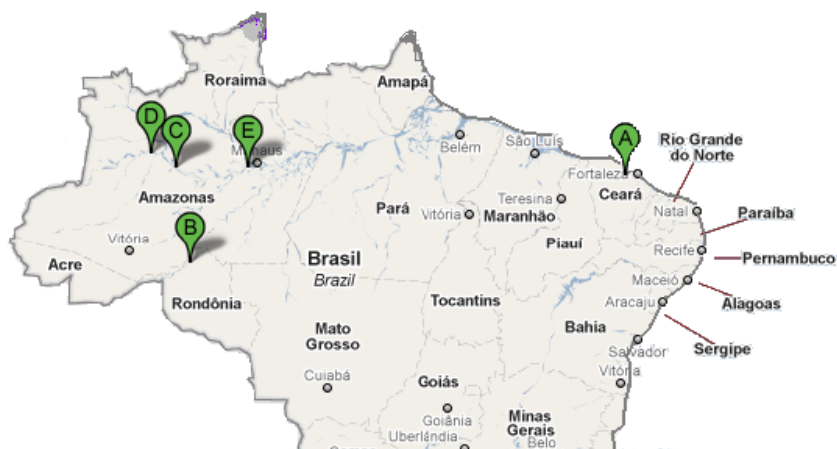 Roraima
Amapá
D
C
E
A
Manaus
Belém
São Luís
Rio Grande
do Norte
Fortaleza
Amazonas
Ceará
Pará
Teresina
Natal
Paraíba
Vitória
Maranhão
B
Vitória
Piauí
Recife
Pernambuco
Acre
Brasil
Brazil
Maceió
Rondônia
Tocantins
Aracaju
Alagoas
Mato
Grosso
Bahia
Sergipe
Salvador
Cuiabá
Goiás
Vitória
Goiânia
Minas
Gerais
Uberlândia
Belo